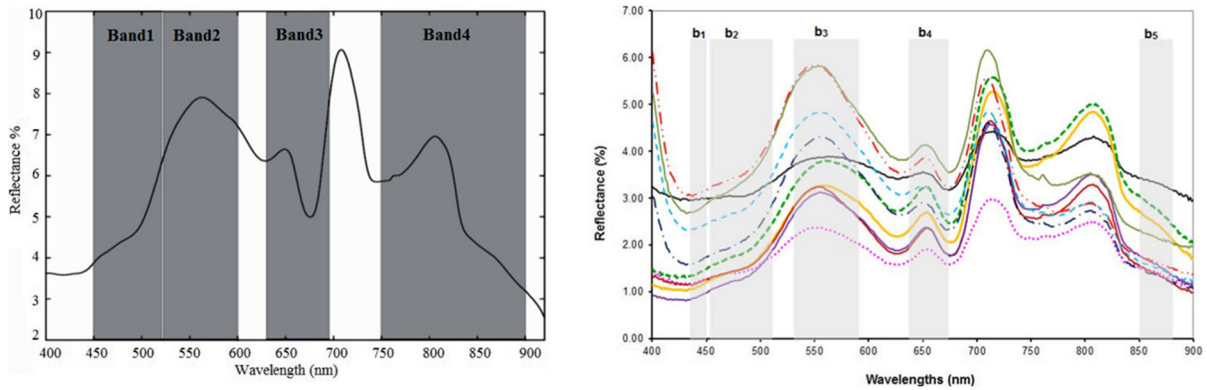 Band1 Band2 Band3 Band4
10
9
8
7
6
5
4
3
2
Reflectance %
400 450 500 550 600 650 700 750 800 850 900
Wavelength (nm)
b1 b2 b3 b4 b5
7.00
6.00
5.00
4.00
3.00
2.00
1.00
0.00
Reflectance (%)
400 450 500 550 600 650 700 750 800 850 900
Wavelengths (nm)